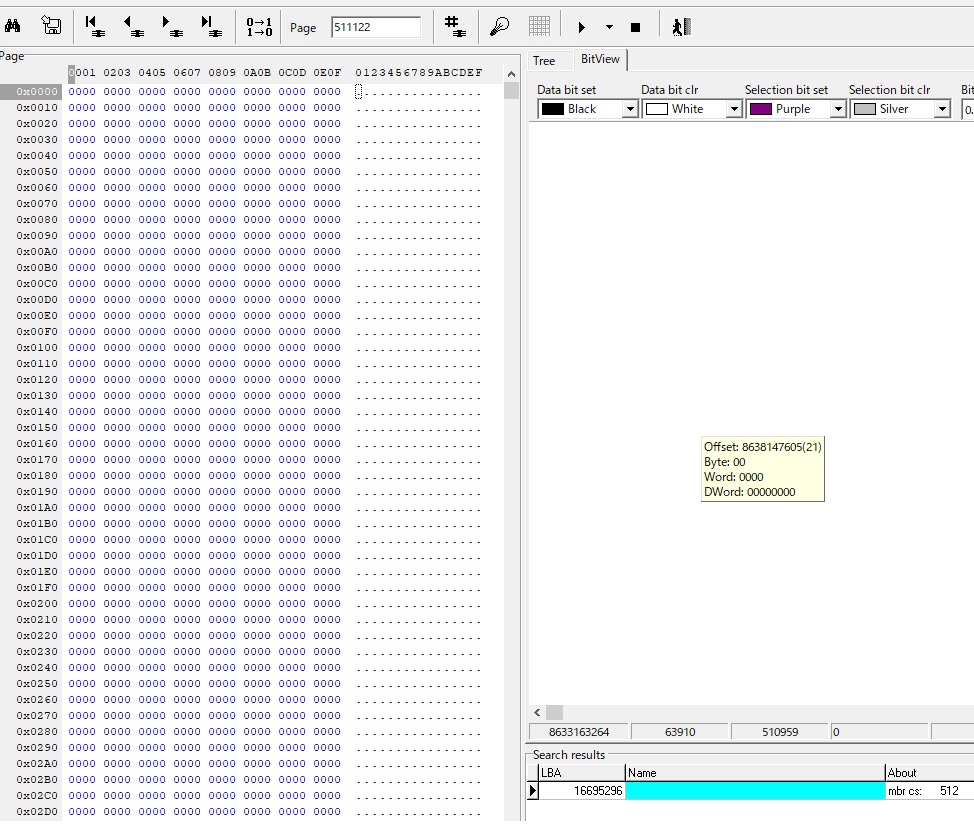 0→1
1→0
Page
511122
Page
0001 0203 0405 0607 0809 0A0B 0C0D 0E0F 0123456789ABCDEF
0x0000 0000 0000 0000 0000 0000 0000 0000 0000 ................
0x0010 0000 0000 0000 0000 0000 0000 0000 0000 ................
0x0020 0000 0000 0000 0000 0000 0000 0000 0000 ................
0x0030 0000 0000 0000 0000 0000 0000 0000 0000 ................
0x0040 0000 0000 0000 0000 0000 0000 0000 0000 ................
0x0050 0000 0000 0000 0000 0000 0000 0000 0000 ................
0x0060 0000 0000 0000 0000 0000 0000 0000 0000 ................
0x0070 0000 0000 0000 0000 0000 0000 0000 0000 ................
0x0080 0000 0000 0000 0000 0000 0000 0000 0000 ................
0x0090 0000 0000 0000 0000 0000 0000 0000 0000 ................
0x00A0 0000 0000 0000 0000 0000 0000 0000 0000 ................
0x00B0 0000 0000 0000 0000 0000 0000 0000 0000 ................
0x00C0 0000 0000 0000 0000 0000 0000 0000 0000 ................
0x00D0 0000 0000 0000 0000 0000 0000 0000 0000 ................
0x00E0 0000 0000 0000 0000 0000 0000 0000 0000 ................
0x00F0 0000 0000 0000 0000 0000 0000 0000 0000 ................
0x0100 0000 0000 0000 0000 0000 0000 0000 0000 ................
0x0110 0000 0000 0000 0000 0000 0000 0000 0000 ................
0x0120 0000 0000 0000 0000 0000 0000 0000 0000 ................
0x0130 0000 0000 0000 0000 0000 0000 0000 0000 ................
0x0140 0000 0000 0000 0000 0000 0000 0000 0000 ................
0x0150 0000 0000 0000 0000 0000 0000 0000 0000 ................
0x0160 0000 0000 0000 0000 0000 0000 0000 0000 ................
0x0170 0000 0000 0000 0000 0000 0000 0000 0000 ................
0x0180 0000 0000 0000 0000 0000 0000 0000 0000 ................
0x0190 0000 0000 0000 0000 0000 0000 0000 0000 ................
0x01A0 0000 0000 0000 0000 0000 0000 0000 0000 ................
0x01B0 0000 0000 0000 0000 0000 0000 0000 0000 ................
0x01C0 0000 0000 0000 0000 0000 0000 0000 0000 ................
0x01D0 0000 0000 0000 0000 0000 0000 0000 0000 ................
0x01E0 0000 0000 0000 0000 0000 0000 0000 0000 ................
0x01F0 0000 0000 0000 0000 0000 0000 0000 0000 ................
0x0200 0000 0000 0000 0000 0000 0000 0000 0000 ................
0x0210 0000 0000 0000 0000 0000 0000 0000 0000 ................
0x0220 0000 0000 0000 0000 0000 0000 0000 0000 ................
0x0230 0000 0000 0000 0000 0000 0000 0000 0000 ................
0x0240 0000 0000 0000 0000 0000 0000 0000 0000 ................
0x0250 0000 0000 0000 0000 0000 0000 0000 0000 ................
0x0260 0000 0000 0000 0000 0000 0000 0000 0000 ................
0x0270 0000 0000 0000 0000 0000 0000 0000 0000 ................
0x0280 0000 0000 0000 0000 0000 0000 0000 0000 ................
0x0290 0000 0000 0000 0000 0000 0000 0000 0000 ................
0x02A0 0000 0000 0000 0000 0000 0000 0000 0000 ................
0x02B0 0000 0000 0000 0000 0000 0000 0000 0000 ................
0x02C0 0000 0000 0000 0000 0000 0000 0000 0000 ................
0x02D0 0000 0000 0000 0000 0000 0000 0000 0000 ................
Tree BitView
Data bit set Data bit clr Selection bit set Selection bit clr Bit
Black White Purple Silver 0.
Offset: 8638147605(21)
Byte: 00
Word: 0000
DWord: 00000000
8633163264 63910 510959 0
Search results
LBA Name About
16695296 mbr cs: 512